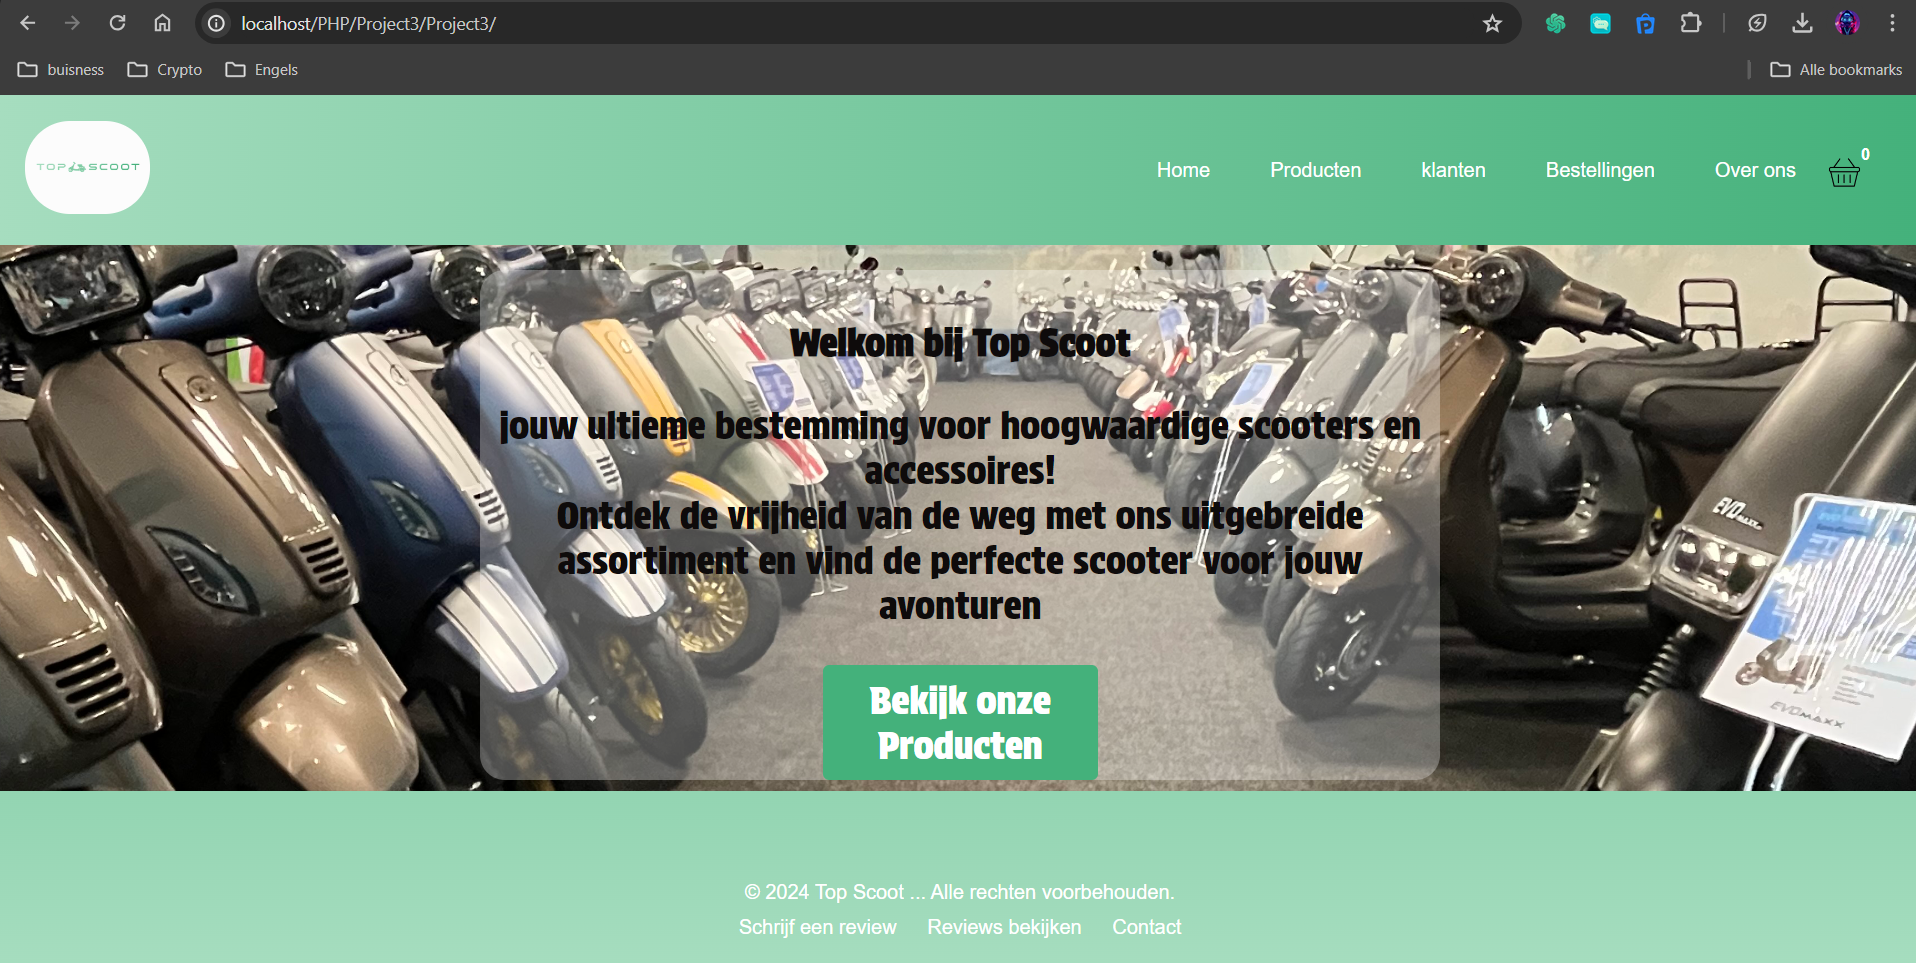 localhost/PHP/Project3/Project3/
buisness Crypto Engels Alle bookmarks
TOP SCOOT
Home Producten klanten Bestellingen Over ons 0
Welkom bij Top Scoot
jouw ultieme bestemming voor hoogwaardige scooters en
accessoires!
Ontdek de vrijheid van de weg met ons uitgebreide
assortiment en vind de perfecte scooter voor jouw
avonturen
Bekijk onze
Producten
EVO MAXX
EVOMAXX
© 2024 Top Scoot ... Alle rechten voorbehouden.
Schrijf een review Reviews bekijken Contact